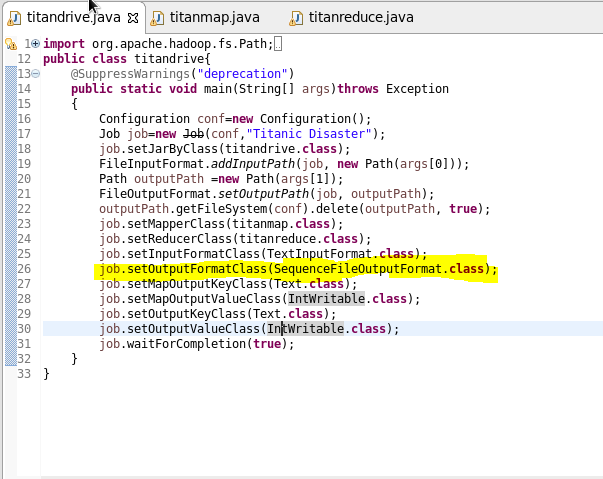 titandrive.java titanmap.java titanreduce.java
1 import org.apache.hadoop.fs.Path;
12 public class titandrive{
13 @SuppressWarnings("deprecation")
14 public static void main(String[] args)throws Exception
15 {
16 Configuration conf=new Configuration();
17 Job job=new Job(conf,"Titanic Disaster");
18 job.setJarByClass(titandrive.class);
19 FileInputFormat.addInputPath(job, new Path(args[0]));
20 Path outputPath =new Path(args[1]);
21 FileOutputFormat.setOutputPath(job, outputPath);
22 outputPath.getFileSystem(conf).delete(outputPath, true);
23 job.setMapperClass(titanmap.class);
24 job.setReducerClass(titanreduce.class);
25 job.setInputFormatClass(TextInputFormat.class);
26 job.setOutputFormatClass(SequenceFileOutputFormat.class);
27 job.setMapOutputKeyClass(Text.class);
28 job.setMapOutputValueClass(IntWritable.class);
29 job.setOutputKeyClass(Text.class);
30 job.setOutputValueClass(IntWritable.class);
31 job.waitForCompletion(true);
32 }
33 }